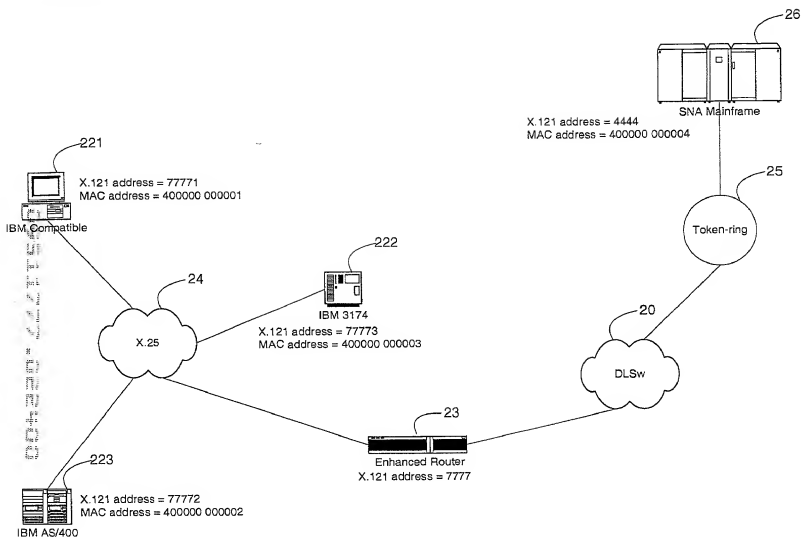 26
SNA Mainframe
X.121 address = 4444
MAC address = 400000 000004
221
X.121 address = 77771
MAC address = 400000 000001
IBM Compatible
25
Token-ring
222
IBM 3174
X.121 address = 77773
MAC address = 400000 000003
24
X.25
20
DLSw
23
Enhanced Router
X.121 address = 7777
223
X.121 address = 77772
MAC address = 400000 000002
IBM AS/400